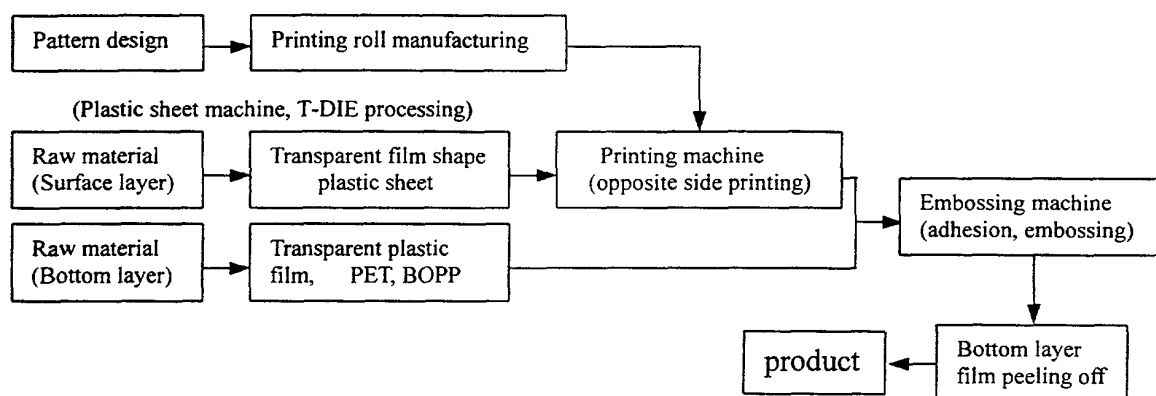 Pattern design
Printing roll manufacturing
(Plastic sheet machine, T-DIE processing)
Raw material
(Surface layer)
Transparent film shape
plastic sheet
Printing machine
(opposite side printing)
Raw material
(Bottom layer)
Transparent plastic
film, PET, BOPP
Embossing machine
(adhesion, embossing)
Bottom layer
film peeling off
product